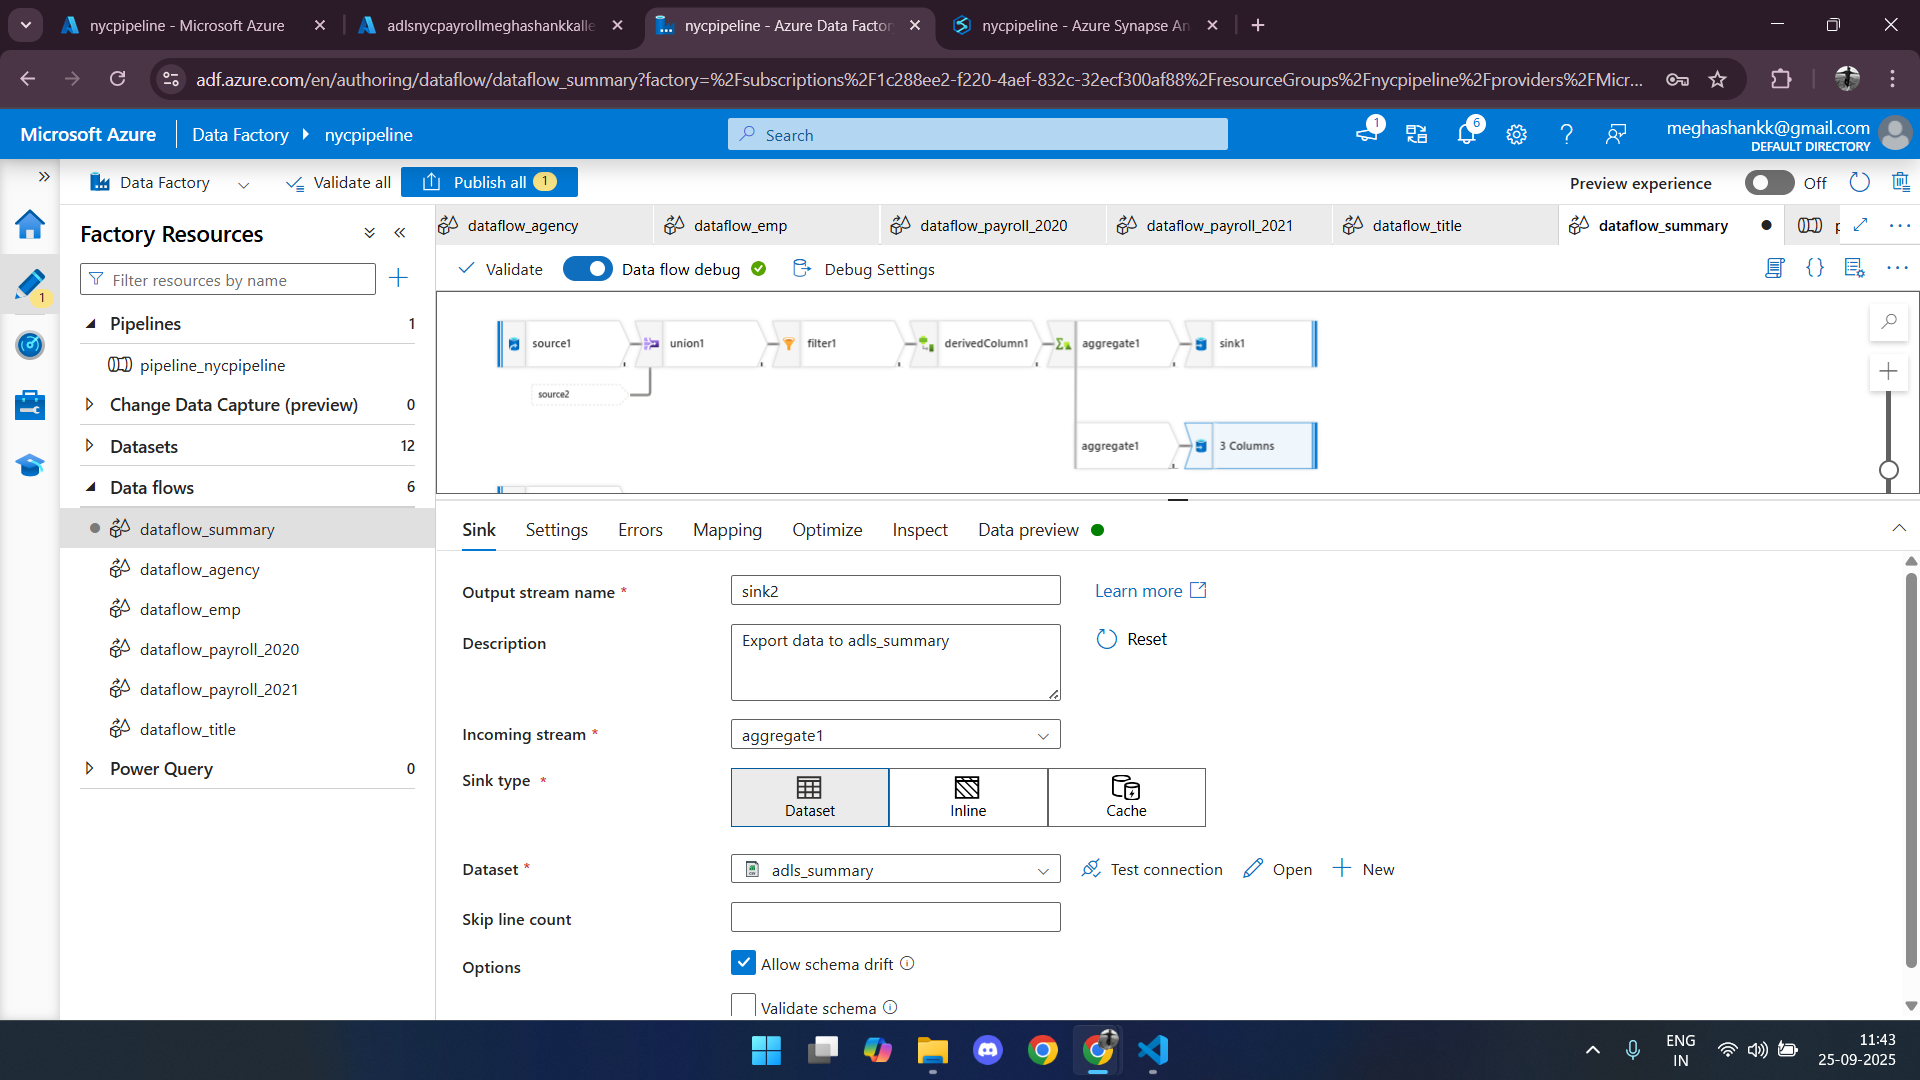 nycpipeline - Microsoft Azure
adlsnycpayrollmeghashankkalle
nycpipeline - Azure Data Factor
nycpipeline - Azure Synapse An
adf.azure.com/en/authoring/dataflow/dataflow_summary?factory=%2Fsubscriptions%2F1c288ee2-f220-4aef-832c-32ecf300af88%2FresourceGroups%2Fnycpipeline%2Fproviders%2FMicr...
Microsoft Azure
Data Factory
nycpipeline
Search
1
6
meghashankk@gmail.com
DEFAULT DIRECTORY
Data Factory
Validate all
Publish all 1
Preview experience
Off
Factory Resources
Filter resources by name
1
Pipelines 1
pipeline_nycpipeline
Change Data Capture (preview) 0
Datasets 12
Data flows 6
dataflow_summary
dataflow_agency
dataflow_emp
dataflow_payroll_2020
dataflow_payroll_2021
dataflow_title
Power Query 0
dataflow_agency
dataflow_emp
dataflow_payroll_2020
dataflow_payroll_2021
dataflow_title
dataflow_summary
Validate
Data flow debug
Debug Settings
source1
union1
filter1
derivedColumn1
aggregate1
sink1
source2
aggregate1
3 Columns
Sink
Settings
Errors
Mapping
Optimize
Inspect
Data preview
Output stream name *
sink2
Learn more
Description
Export data to adls_summary
Reset
Incoming stream *
aggregate1
Sink type *
Dataset
Inline
Cache
Dataset *
adls_summary
Test connection
Open
New
Skip line count
Options
Allow schema drift
Validate schema
ENG
IN
11:43
25-09-2025